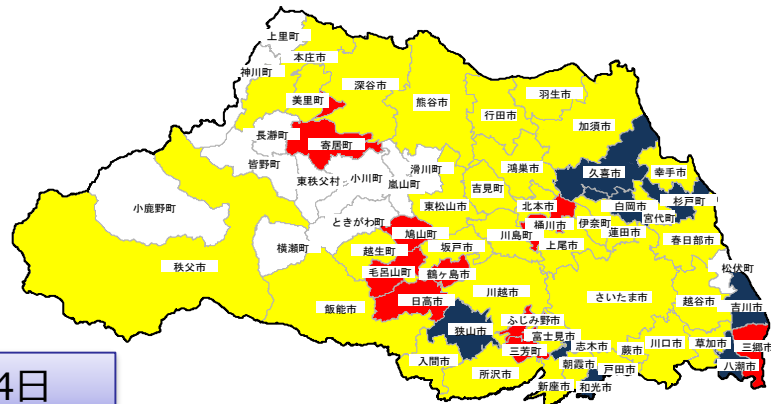 上里町
本庄市
神川町
深谷市
美里町
熊谷市
羽生市
行田市
加須市
長瀞町
寄居町
皆野町
東秩父村
小川町
嵐山町
滑川町
鴻巣市
久喜市
幸手市
吉見町
東松山市
北本市
白岡市
杉戸町
宮代町
小鹿野町
ときがわ町
鳩山町
川島町
桶川市
伊奈町
蓮田市
春日部市
上尾市
横瀬町
越生町
坂戸市
秩父市
毛呂山町
鶴ヶ島市
松伏町
飯能市
日高市
川越市
さいたま市
越谷市
吉川市
狭山市
ふじみ野市
富士見市
三芳町
志木市
川口市
草加市
三郷市
入間市
所沢市
朝霞市
蕨市
戸田市
八潮市
新座市
和光市
4日